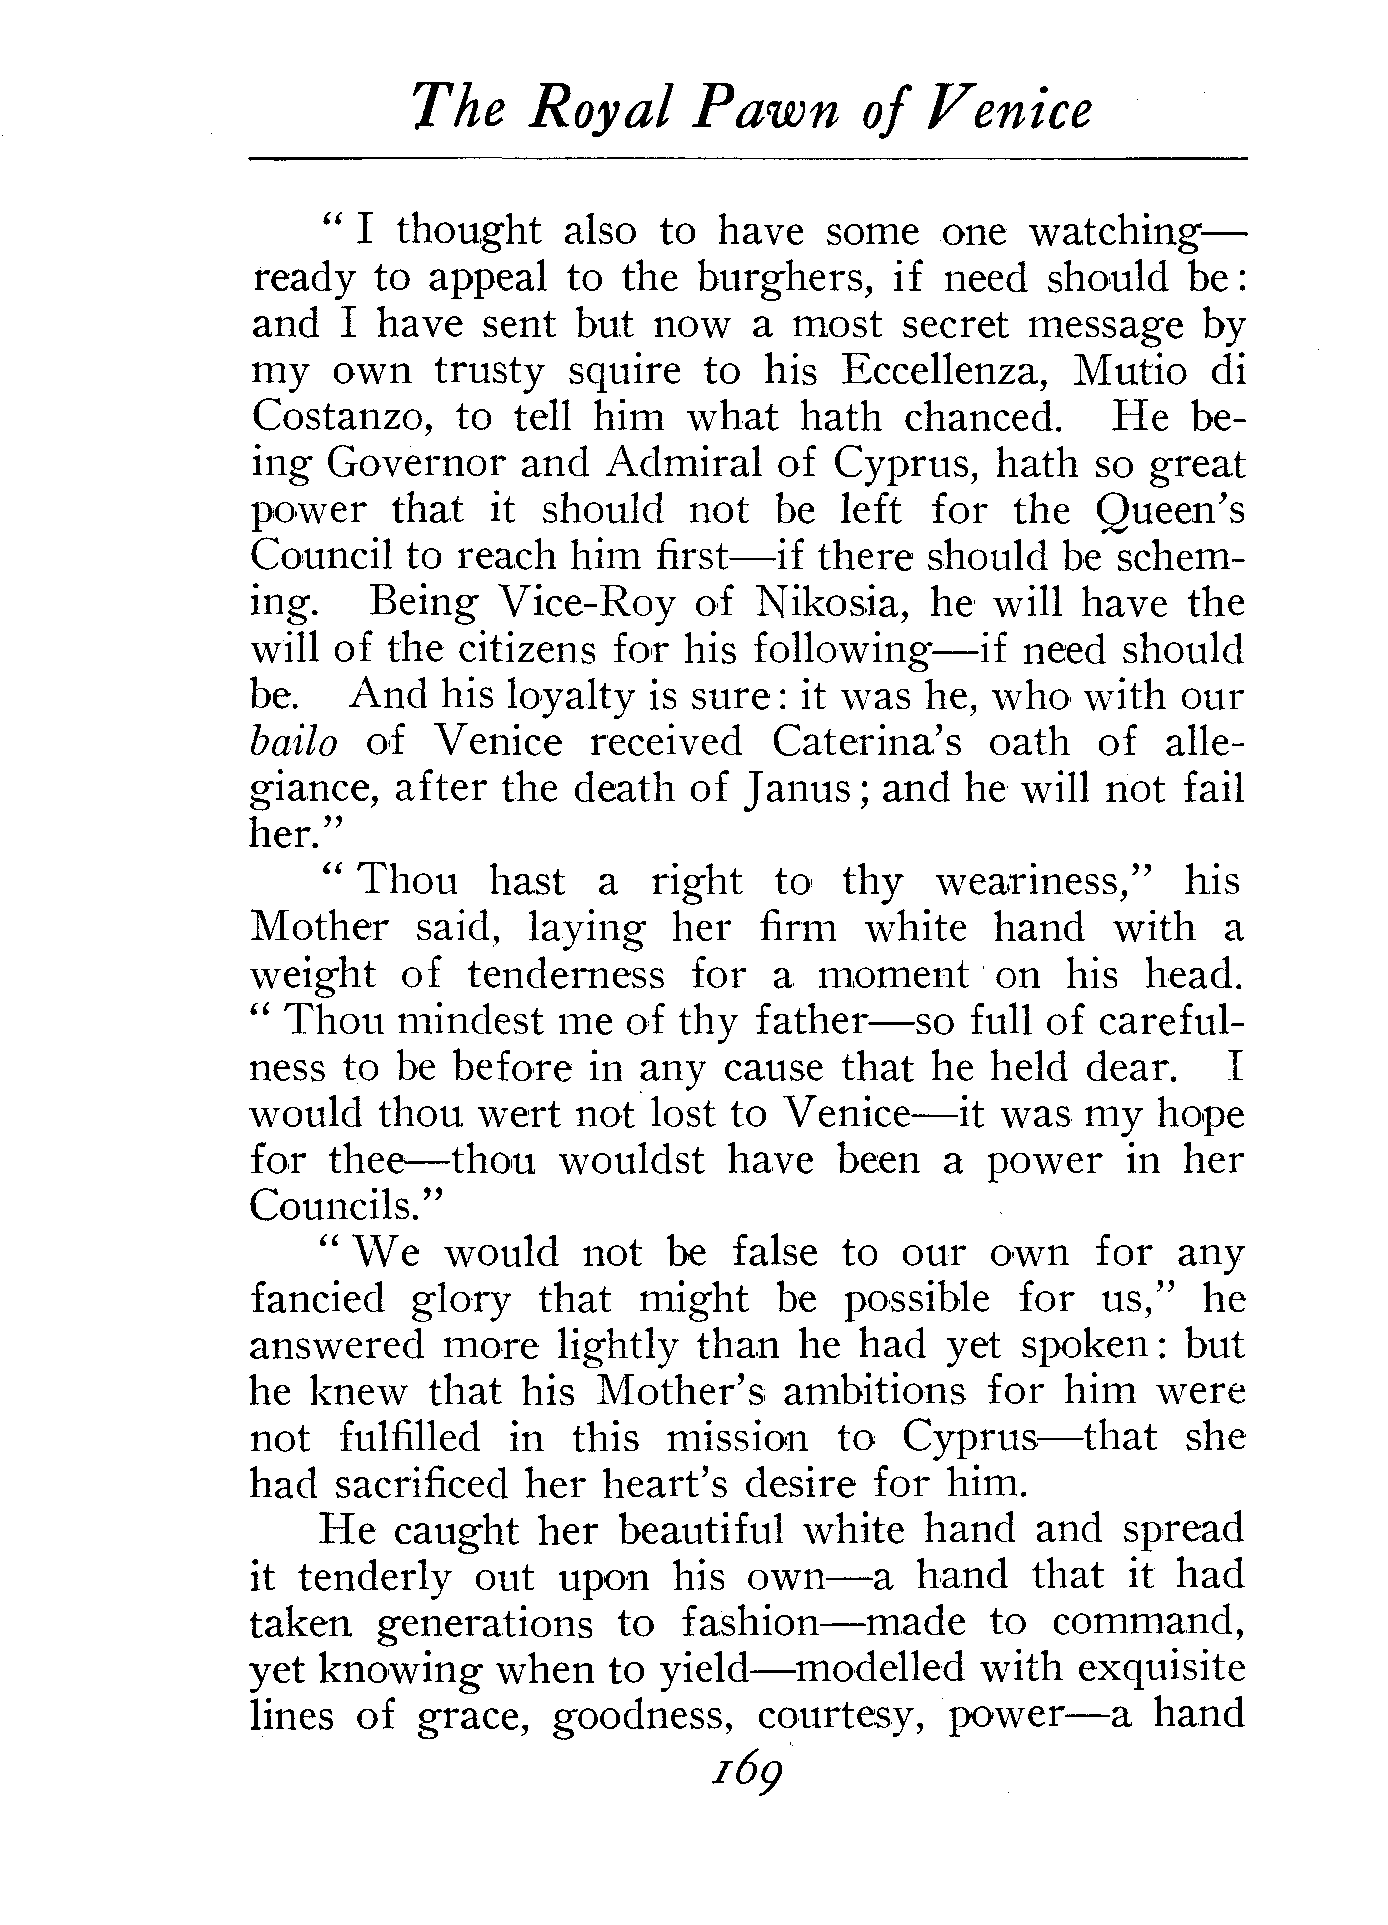 The Royal Pawn of Venice
“ I thought also to have some one watching—
ready to appeal to the burghers, if need should be:
and I have sent but now a most secret message by
my own trusty squire to his Eccellenza, Mutio di
Costanzo, to tell him what hath chanced. He be-
ing Governor and Admiral of Cyprus, hath so great
power that it should not be left for the Queen’s
Council to reach him first—if there should be schem-
ing. Being Vice-Roy of Nikosia, he will have the
will of the citizens for his following—if need should
be. And his loyalty is sure: it was he, who with our
bailo of Venice received Caterina’s oath of alle-
giance, after the death of Janus; and he will not fail
her.”
“ Thou hast a right to thy weariness,” his
Mother said, laying her firm white hand with a
weight of tenderness for a moment on his head.
“ Thou mindest me of thy father—so full of careful-
ness to be before in any cause that he held dear. I
would thou wert not lost to Venice—it was my hope
for thee—thou wouldst have been a power in her
Councils.”
“ We would not be false to our own for any
fancied glory that might be possible for us,” he
answered more lightly than he had yet spoken: but
he knew that his Mother’s ambitions for him were
not fulfilled in this mission to Cyprus—that she
had sacrificed her heart’s desire for him.
He caught her beautiful white hand and spread
it tenderly out upon his own—a hand that it had
taken generations to fashion—made to command,
yet knowing when to yield—modelled with exquisite
lines of grace, goodness, courtesy, power—a hand
169